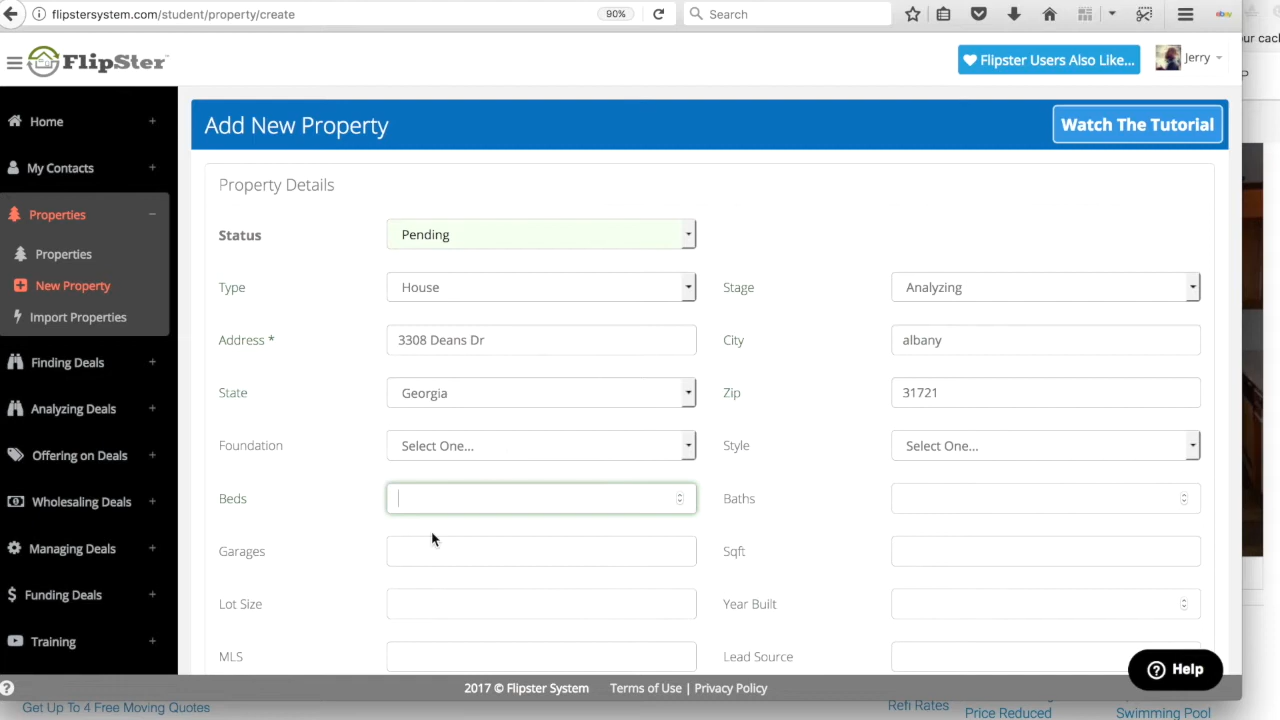 flipstersystem.com/student/property/create
90%
Search
ebay
our cach
FlipSter
Flipster Users Also Like...
Jerry
P
Home
My Contacts
Properties
Properties
New Property
Import Properties
Finding Deals
Analyzing Deals
Offering on Deals
Wholesaling Deals
Managing Deals
Funding Deals
Training
Add New Property
Watch The Tutorial
Property Details
Status Pending
Type House Stage Analyzing
Address * 3308 Deans Dr City albany
State Georgia Zip 31721
Foundation Select One... Style Select One...
Beds Baths
Garages Sqft
Lot Size Year Built
MLS Lead Source
Help
2017 © Flipster System Terms of Use | Privacy Policy
Get Up To 4 Free Moving Quotes
Refi Rates
Price Reduced
Swimming Pool